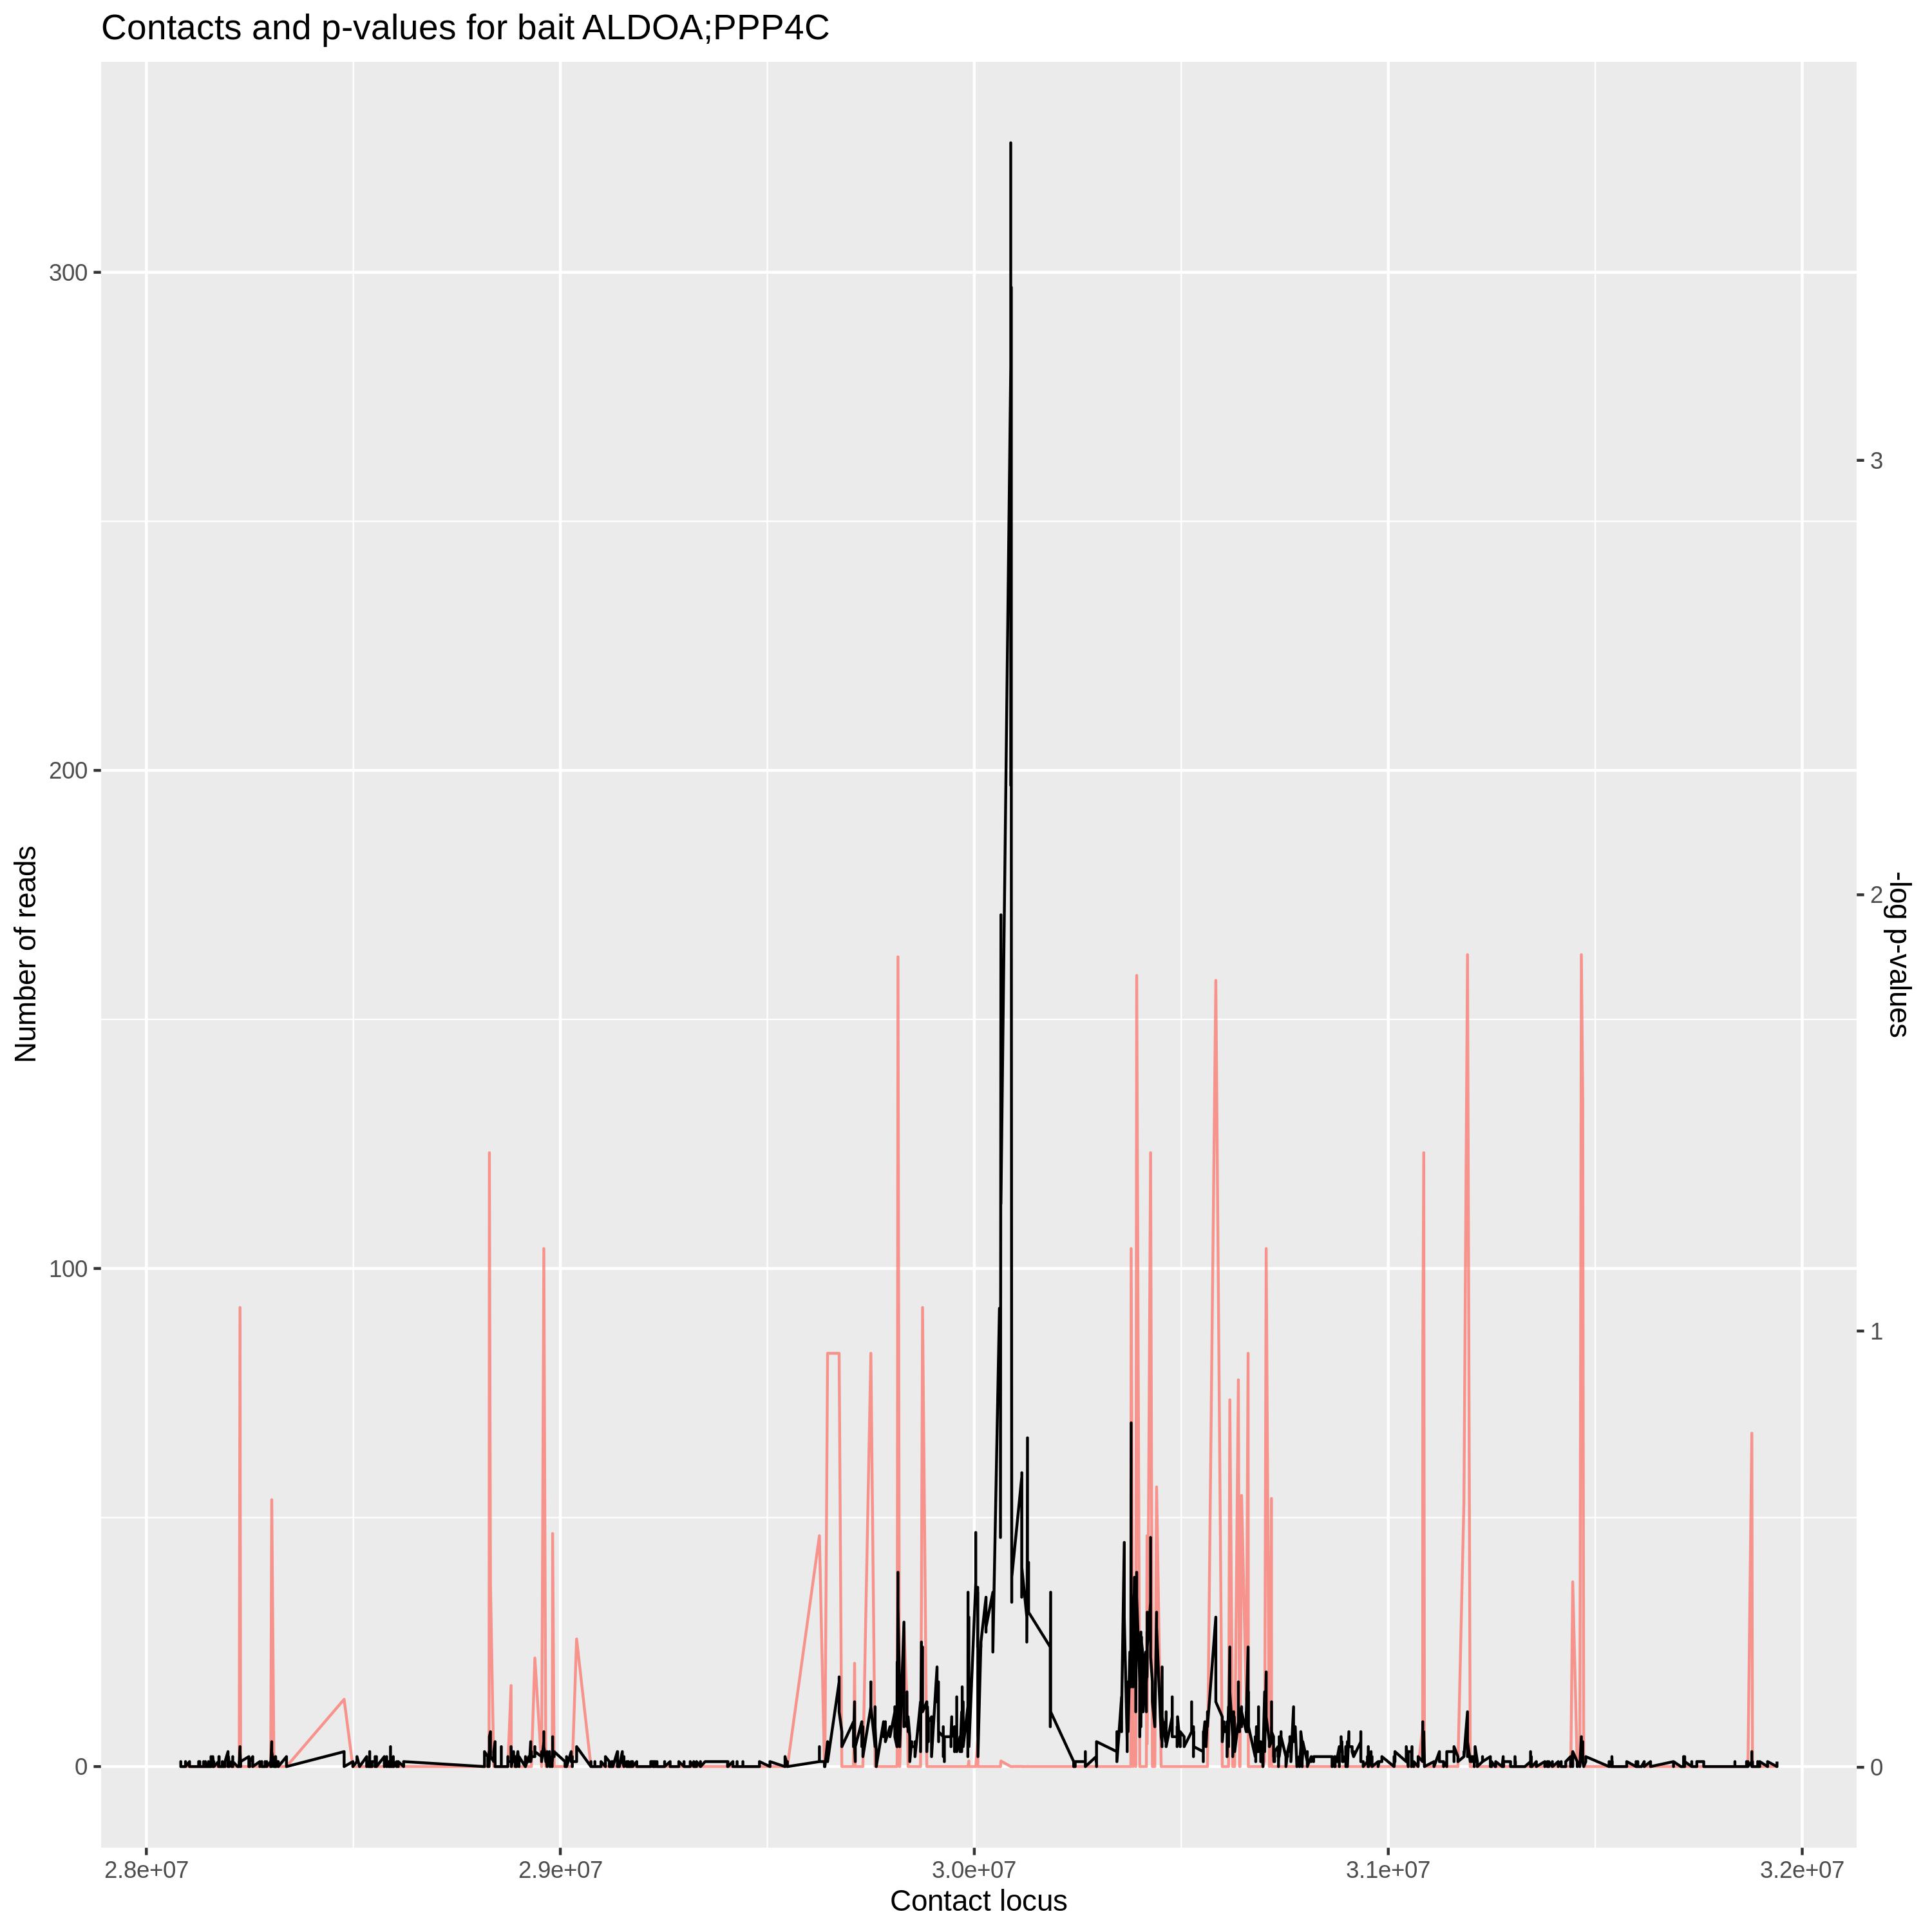 Contacts and p-values for bait ALDOA;PPP4C
Number of reads
300
200
100
0
3
2
1
0
-log p-values
2.8e+07
2.9e+07
3.0e+07
3.1e+07
3.2e+07
Contact locus